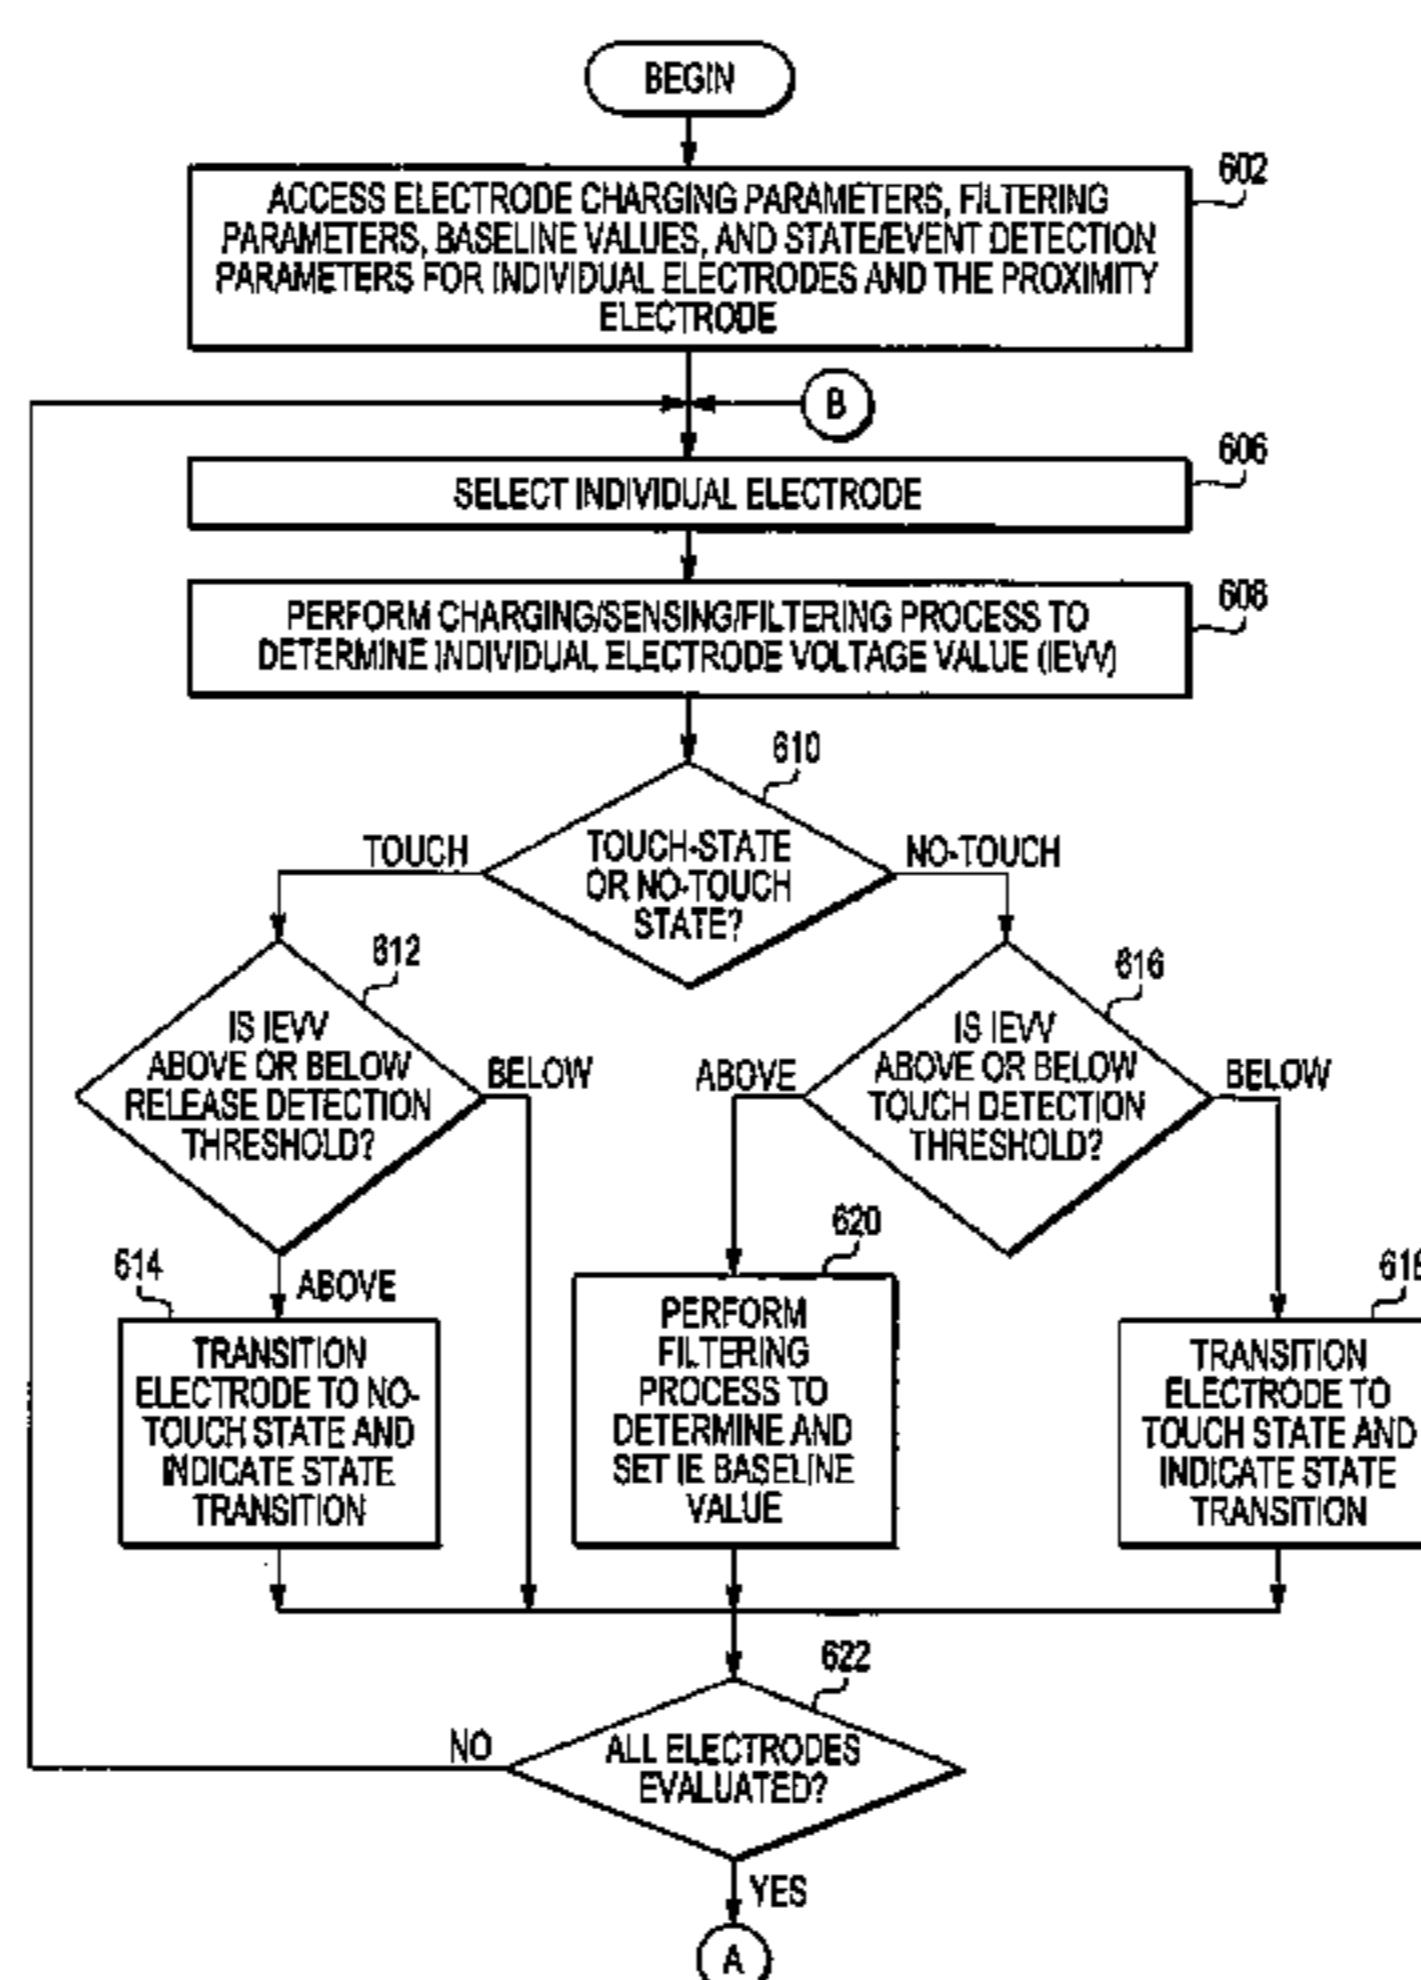 BEGIN
602
ACCESS ELECTRODE CHARGING PARAMETERS, FILTERING
PARAMETERS, BASELINE VALUES, AND STATE/EVENT DETECTION
PARAMETERS FOR INDIVIDUAL ELECTRODES AND THE PROXIMITY
ELECTRODE
B
606
SELECT INDIVIDUAL ELECTRODE
608
PERFORM CHARGING/SENSING/FILTERING PROCESS TO
DETERMINE INDIVIDUAL ELECTRODE VOLTAGE VALUE (IEVV)
610
TOUCH
TOUCH-STATE
OR NO-TOUCH
STATE?
NO-TOUCH
612
IS IEVV
ABOVE OR BELOW
RELEASE DETECTION
THRESHOLD?
BELOW
616
ABOVE
IS IEVV
ABOVE OR BELOW
TOUCH DETECTION
THRESHOLD?
BELOW
614
ABOVE
TRANSITION
ELECTRODE TO NO-
TOUCH STATE AND
INDICATE STATE
TRANSITION
620
PERFORM
FILTERING
PROCESS TO
DETERMINE AND
SET IE BASELINE
VALUE
TRANSITION
ELECTRODE TO
TOUCH STATE AND
INDICATE STATE
TRANSITION
622
NO
ALL ELECTRODES
EVALUATED?
YES
A